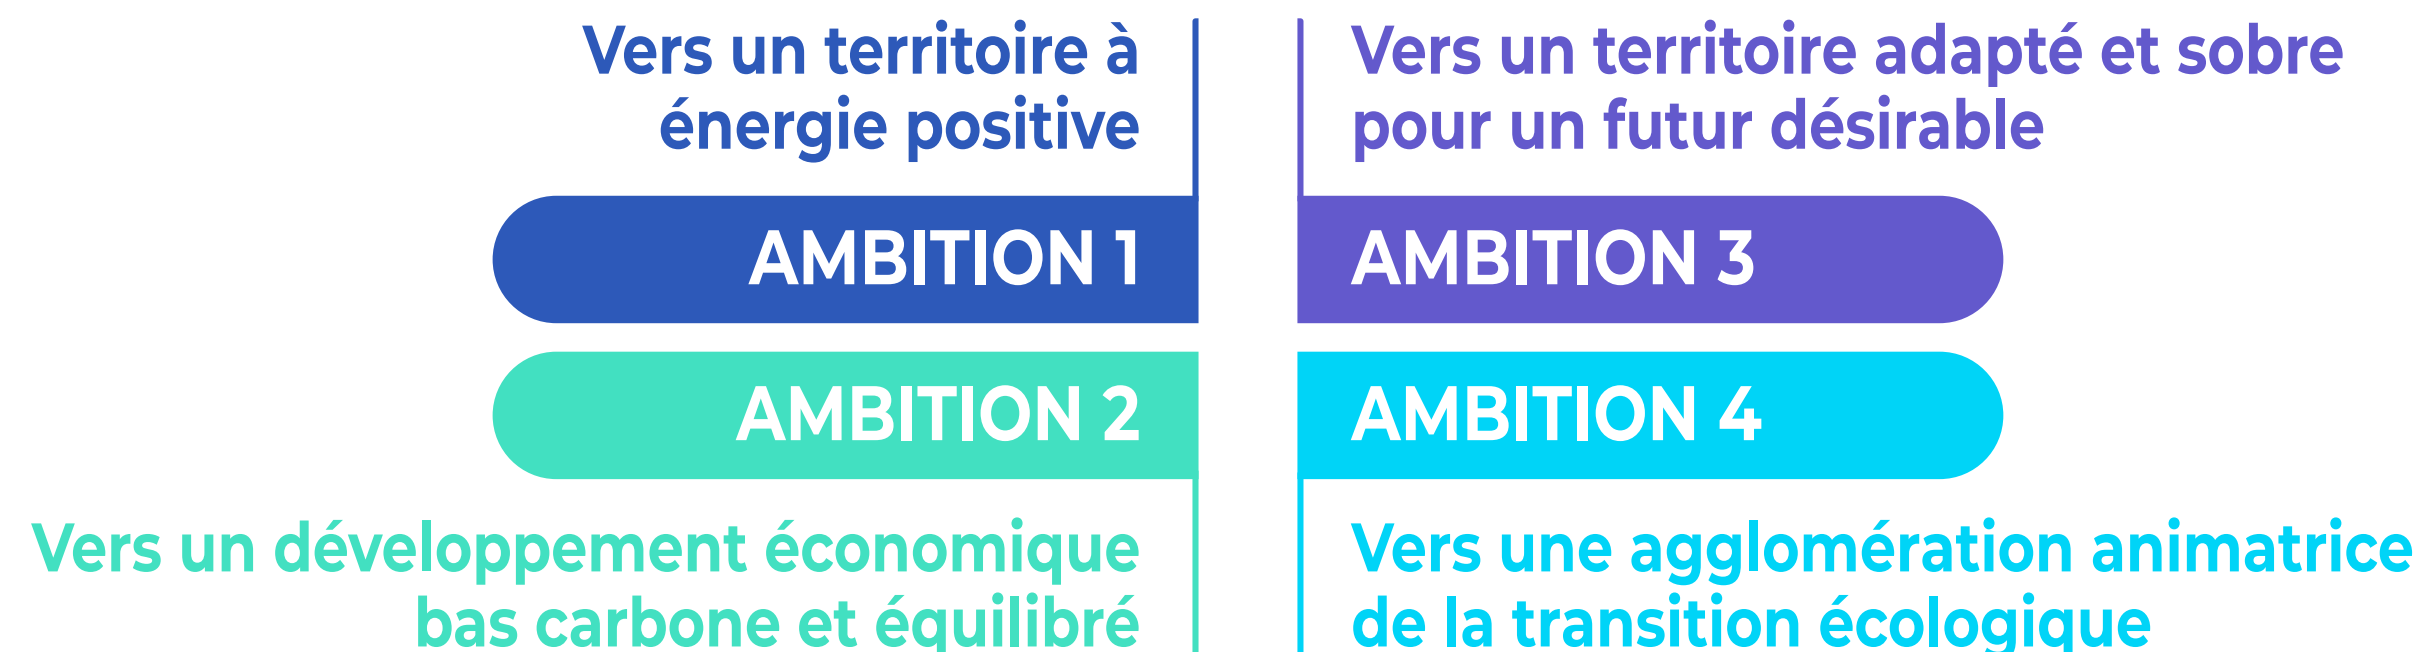 Vers un territoire à
énergie positive
AMBITION 1
AMBITION 2
Vers un développement économique
bas carbone et équilibré
Vers un territoire adapté et sobre
pour un futur désirable
AMBITION 3
AMBITION 4
Vers une agglomération animatrice
de la transition écologique